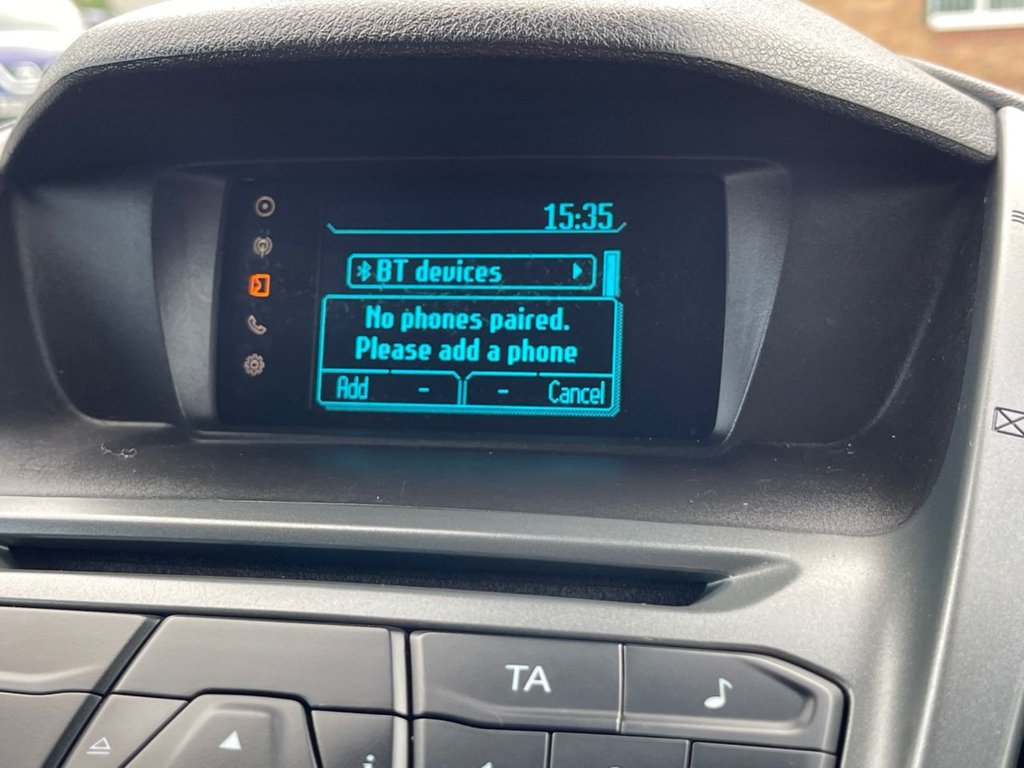 15:35
BT devices
No phones paired.
Please add a phone
Add - - Cancel
TA
i